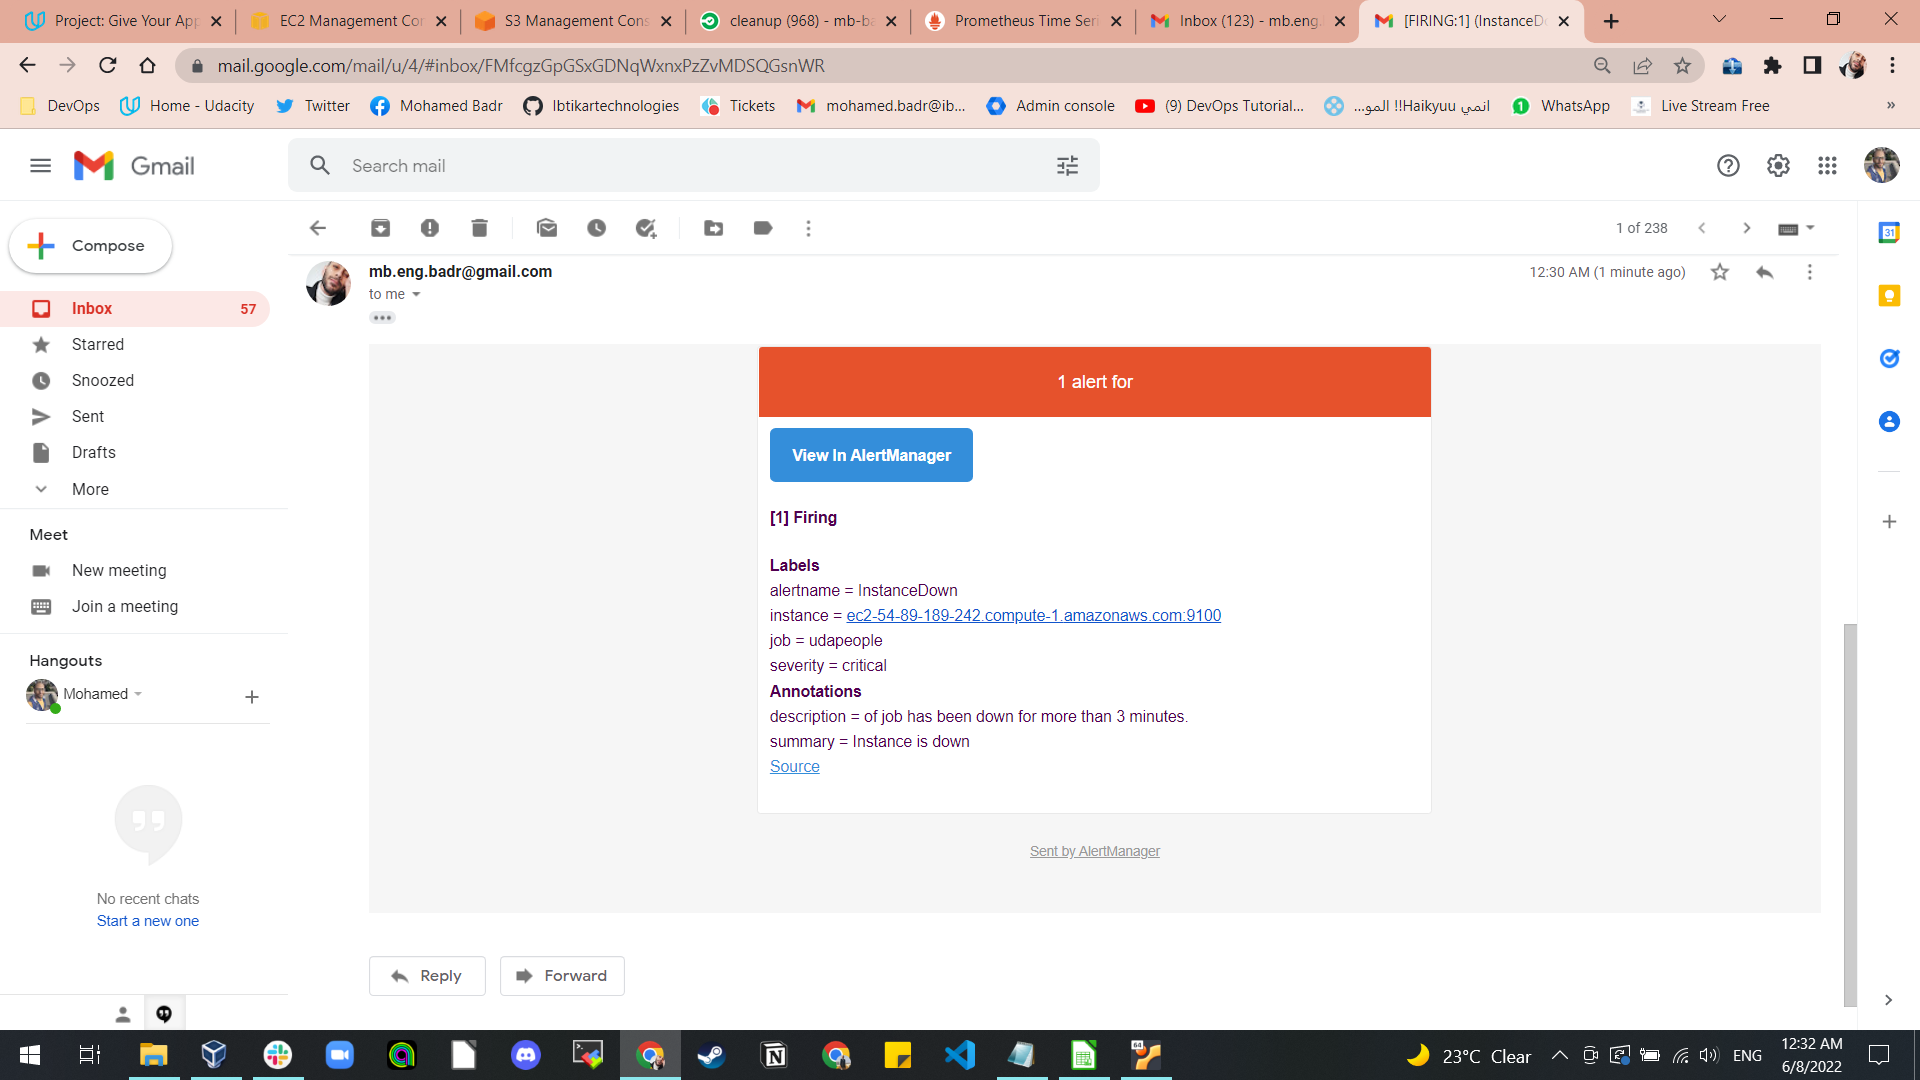 Project: Give Your App
EC2 Management Con
S3 Management Cons
cleanup (968) - mb-ba
Prometheus Time Seri
Inbox (123) - mb.eng.
[FIRING:1] (InstanceDo
mail.google.com/mail/u/4/#inbox/FMfcgzGpGSxGDNqWxnxPzZvMDSQGsnWR
DevOps
Home - Udacity
Twitter
Mohamed Badr
Ibtikartechnologies
Tickets
mohamed.badr@ib...
Admin console
(9) DevOps Tutorial...
انمي Haikyuu!! المو...
WhatsApp
Live Stream Free
»
Gmail
Search mail
Compose
1 of 238
31
mb.eng.badr@gmail.com
12:30 AM (1 minute ago)
to me
Inbox
57
Starred
Snoozed
Sent
Drafts
More
Meet
New meeting
Join a meeting
Hangouts
Mohamed
No recent chats
Start a new one
1 alert for
View In AlertManager
[1] Firing
Labels
alertname = InstanceDown
instance = ec2-54-89-189-242.compute-1.amazonaws.com:9100
job = udapeople
severity = critical
Annotations
description = of job has been down for more than 3 minutes.
summary = Instance is down
Source
Sent by AlertManager
Reply
Forward
64
23°C Clear
ENG
12:32 AM
6/8/2022